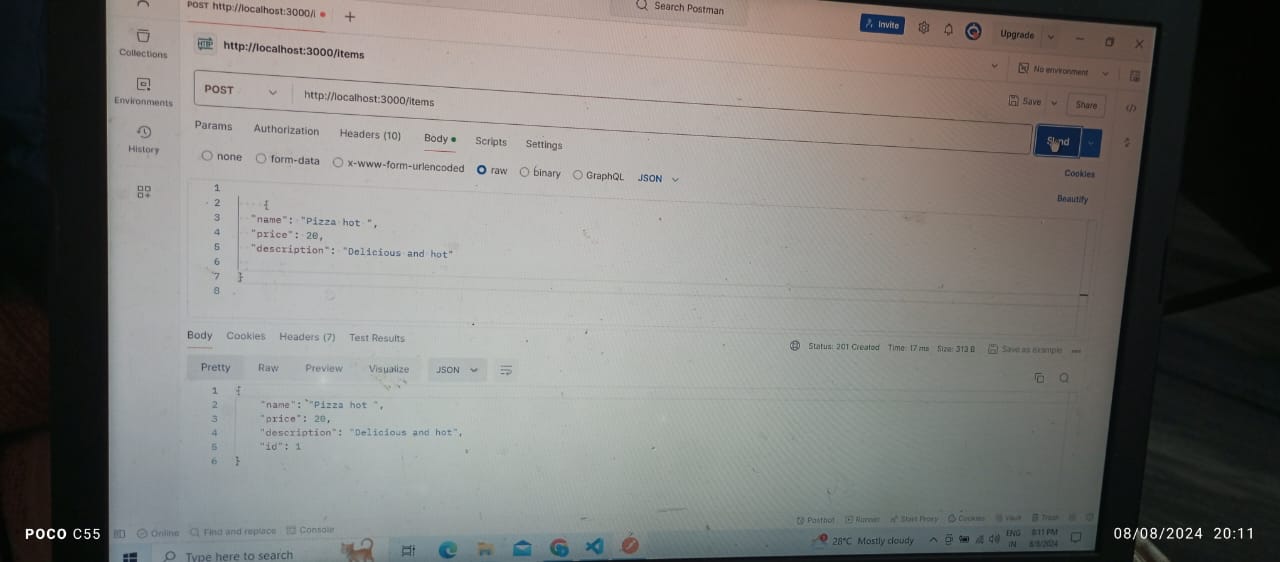 POST http://localhost:3000/i
Search Postman
Invite
Upgrade
Collections
http://localhost:3000/items
No environment
Environments
POST
http://localhost:3000/items
Save
Share
History
Params Authorization Headers (10) Body Scripts Settings
Send
none form-data x-www-form-urlencoded raw binary GraphQL JSON
Cookies
Beautify
1
2 {
3 "name": "Pizza hot ",
4 "price": 20,
5 "description": "Delicious and hot"
6
7 }
8
Body Cookies Headers (7) Test Results
Status: 201 Created Time: 17 ms Size: 313 B Save as example
Pretty Raw Preview Visualize JSON
1 {
2 "name": "Pizza hot ",
3 "price": 20,
4 "description": "Delicious and hot",
5 "id": 1
6 }
Online Find and replace Console
Postbot Runner Start Proxy Cookies Vault Trash
Type here to search
28°C Mostly cloudy
ENG
IN
8:11 PM
8/8/2024
POCO C55
08/08/2024 20:11